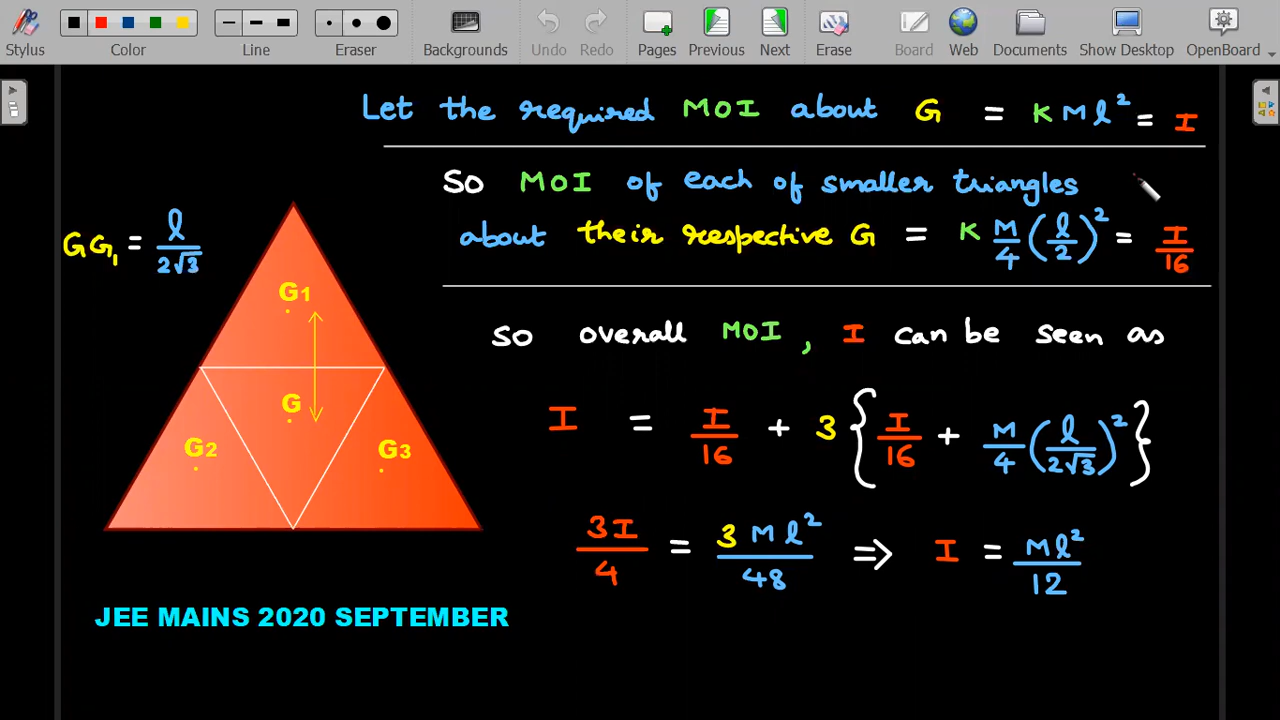 Stylus Color Line Eraser Backgrounds Undo Redo Pages Previous Next Erase Board Web Documents Show Desktop OpenBoard
Let the required MOI about G = K M l² = I
So MOI of each of smaller triangles
about their respective G = K M/4 (l/2)² = I/16
GG₁ = l/2√3
So overall MOI, I can be seen as
G1
G
G2
G3
I = I/16 + 3 { I/16 + M/4 (l/2√3)² }
3I/4 = 3Ml²/48 ⇒ I = Ml²/12
JEE MAINS 2020 SEPTEMBER